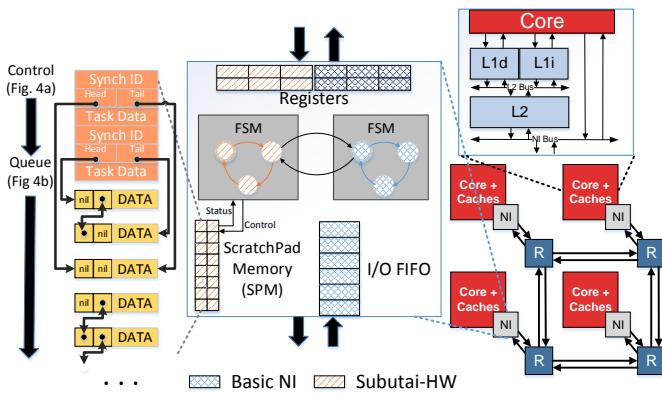 Control
(Fig. 4a)
Queue
(Fig 4b)
Synch ID
Head Tail
Task Data
Synch ID
Head Tail
Task Data
nil DATA
nil DATA
nil nil DATA
nil DATA
DATA
. . .
Registers
FSM
FSM
Status
Control
ScratchPad
Memory
(SPM)
I/O FIFO
Basic NI
Subutai-HW
Core
L1d
L1i
L2 Bus
L2
NI Bus
Core +
Caches
NI
R
Core +
Caches
NI
R
Core +
Caches
NI
R
Core +
Caches
NI
R